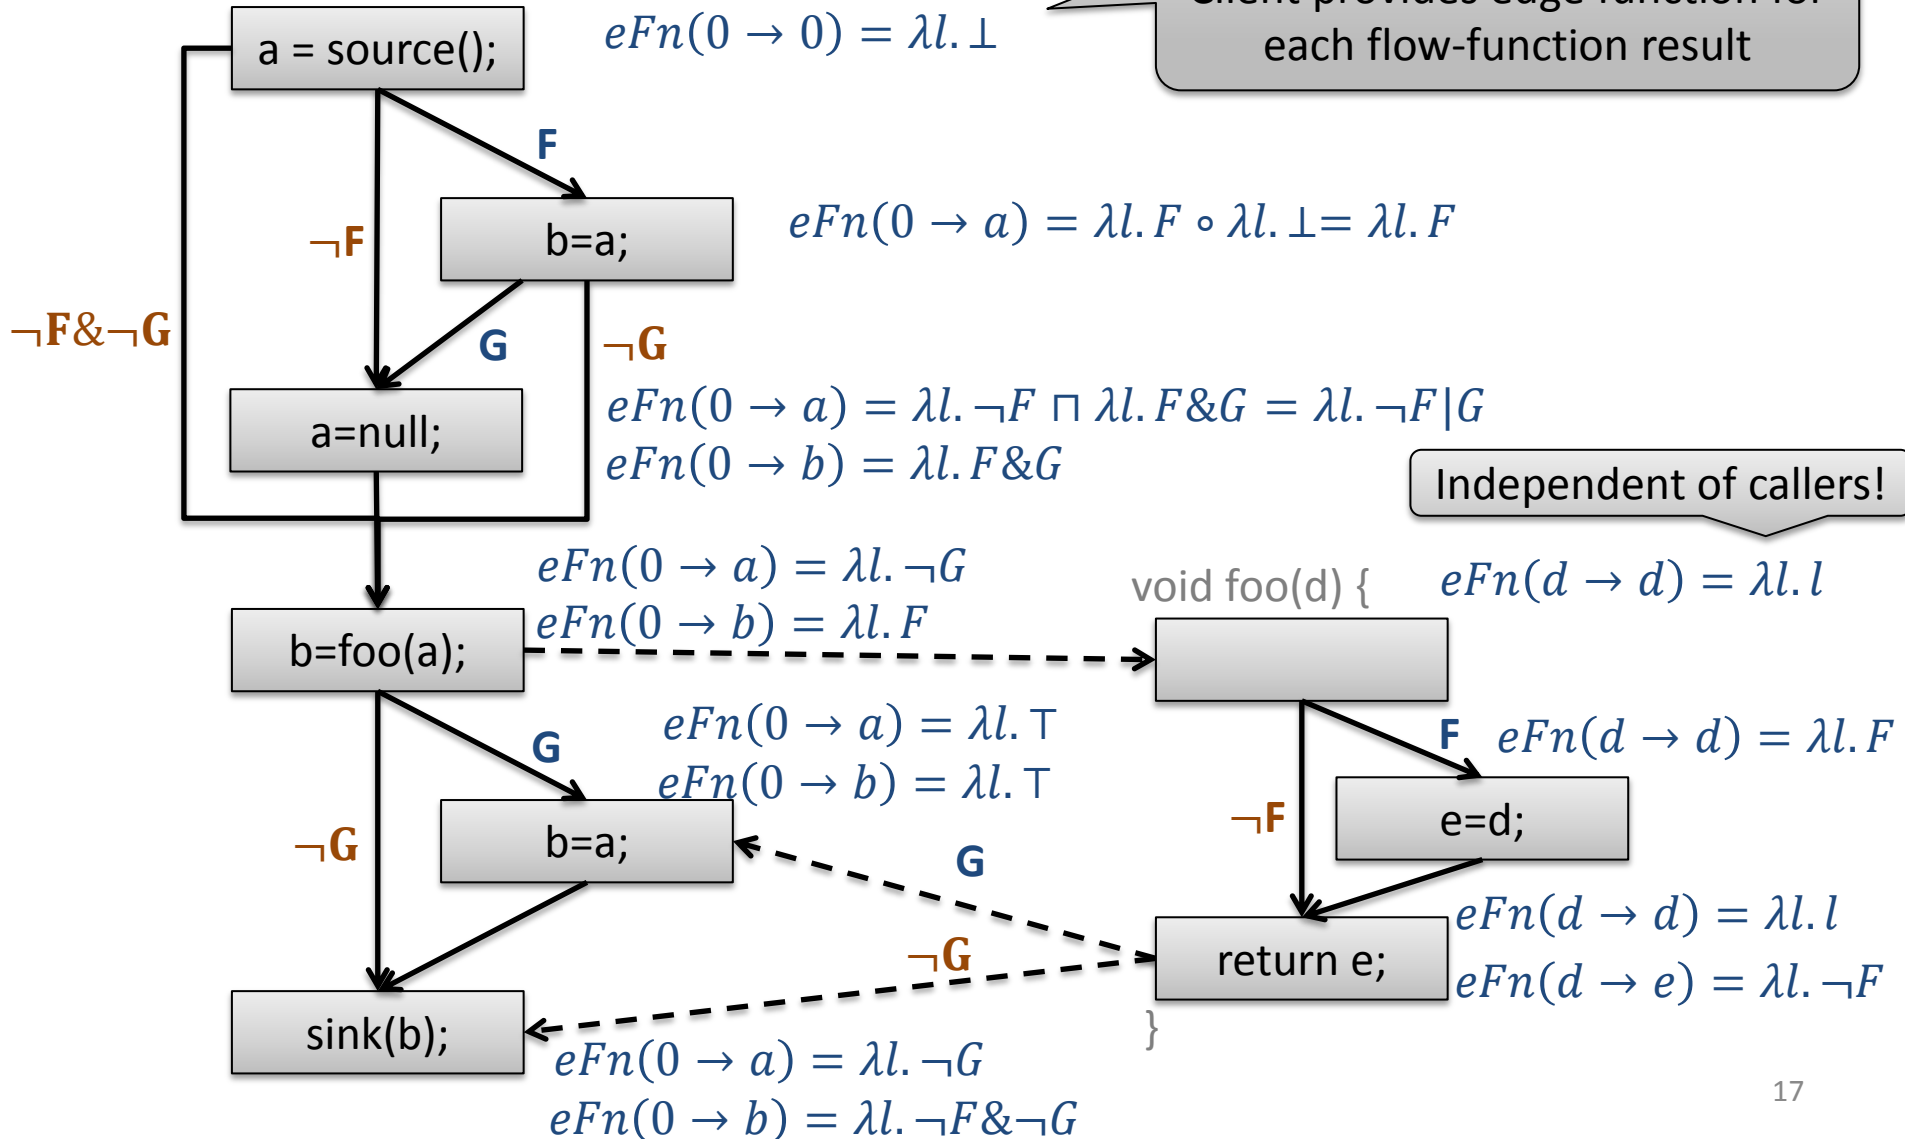 Client provides edge function for
each flow-function result
a = source();
eFn(0 → 0) = λl. ⊥
F
¬F
b=a;
eFn(0 → a) = λl. F ∘ λl. ⊥= λl. F
¬F&¬G
G
¬G
a=null;
eFn(0 → a) = λl. ¬F ⊓ λl. F&G = λl. ¬F|G
eFn(0 → b) = λl. F&G
Independent of callers!
eFn(0 → a) = λl. ¬G
eFn(0 → b) = λl. F
void foo(d) {
eFn(d → d) = λl. l
b=foo(a);
eFn(0 → a) = λl. ⊤
eFn(0 → b) = λl. ⊤
G
F
eFn(d → d) = λl. F
¬G
b=a;
¬F
e=d;
G
¬G
return e;
eFn(d → d) = λl. l
eFn(d → e) = λl. ¬F
sink(b);
}
eFn(0 → a) = λl. ¬G
eFn(0 → b) = λl. ¬F&¬G
17